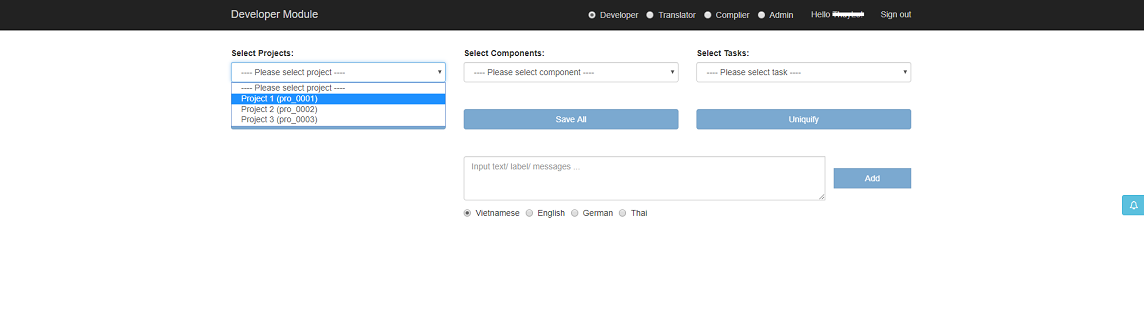 Developer Module
Developer Translator Complier Admin Hello Sign out
Select Projects: Select Components: Select Tasks:
---- Please select project ---- ---- Please select component ---- ---- Please select task ----
---- Please select project ----
Project 1 (pro_0001)
Project 2 (pro_0002)
Project 3 (pro_0003)
Save All Uniquify
Input text/ label/ messages ...
Add
Vietnamese English German Thai